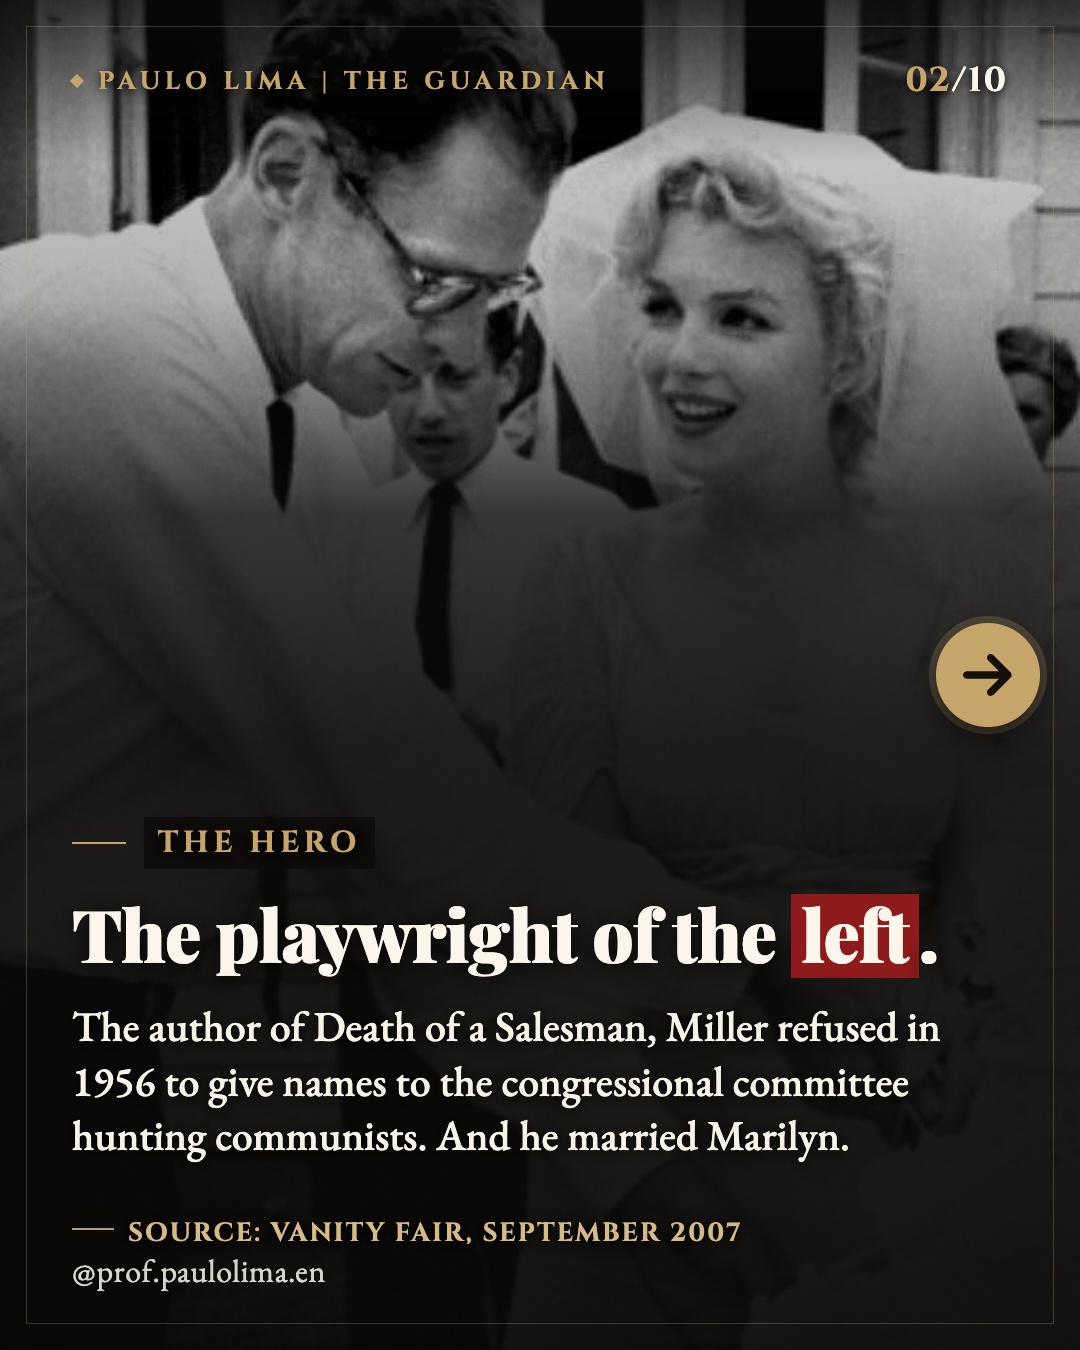 PAULO LIMA | THE GUARDIAN
02/10
THE HERO
The playwright of the left.
The author of Death of a Salesman, Miller refused in
1956 to give names to the congressional committee
hunting communists. And he married Marilyn.
SOURCE: VANITY FAIR, SEPTEMBER 2007
@prof.paulolima.en